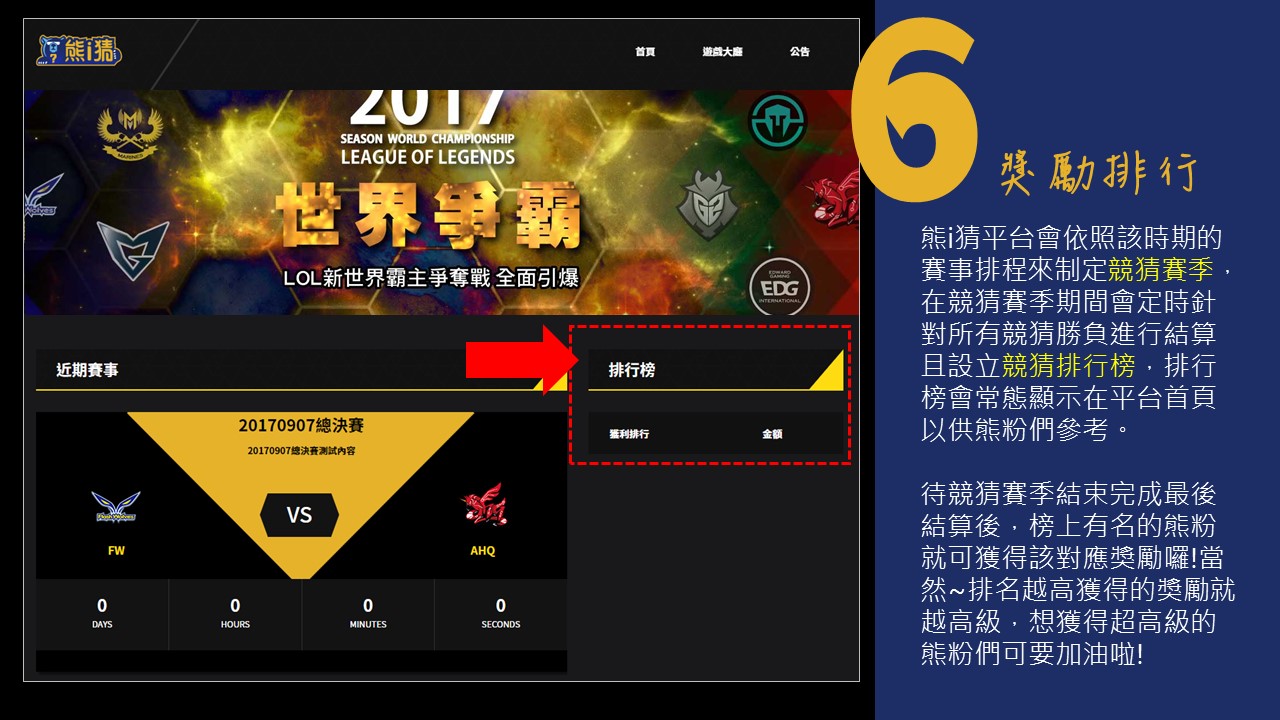 熊i猜
首頁 遊戲大廳 公告
MARINES
2017
SEASON WORLD CHAMPIONSHIP
LEAGUE OF LEGENDS
世界爭霸
LOL新世界霸主爭奪戰 全面引爆
Wolves
G2
EDWARD
GAMING
EDG
INTERNATIONAL
近期賽事
20170907總決賽
20170907總決賽測試內容
VS
Flash Wolves
FW
AHQ
0 0 0 0
DAYS HOURS MINUTES SECONDS
排行榜
獲利排行 金額
6
獎勵排行
熊i猜平台會依照該時期的
賽事排程來制定競猜賽季，
在競猜賽季期間會定時針
對所有競猜勝負進行結算
且設立競猜排行榜，排行
榜會常態顯示在平台首頁
以供熊粉們參考。
待競猜賽季結束完成最後
結算後，榜上有名的熊粉
就可獲得該對應獎勵囉!當
然~排名越高獲得的獎勵就
越高級，想獲得超高級的
熊粉們可要加油啦!